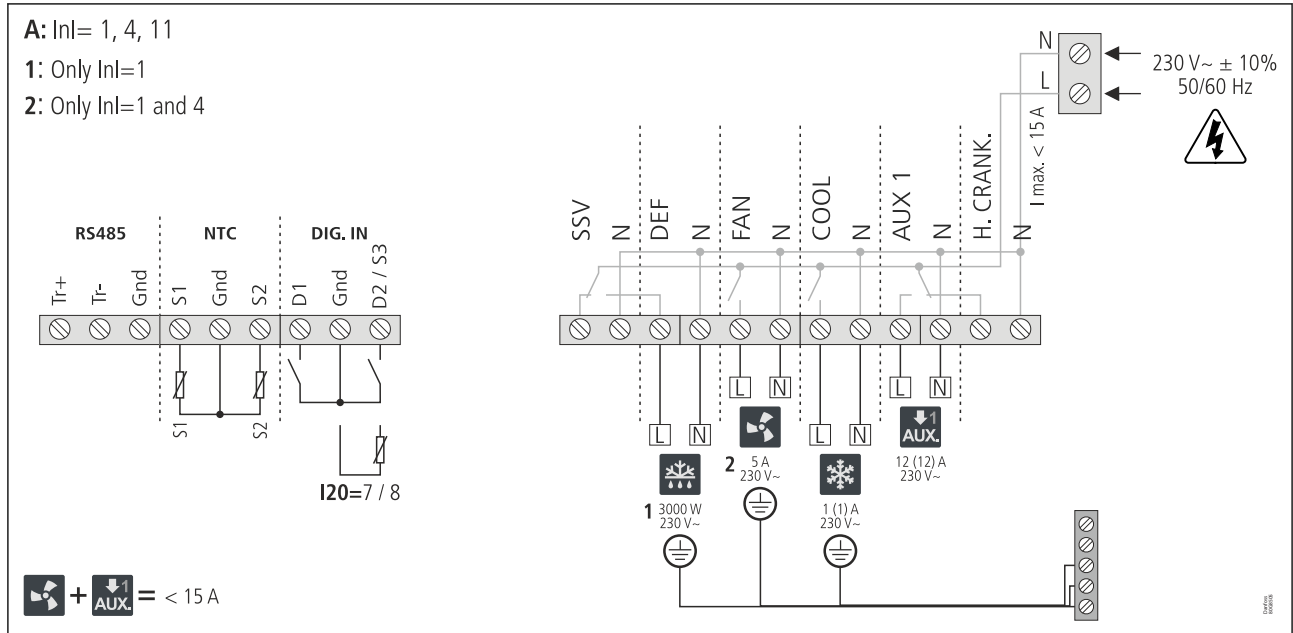 A: InI= 1, 4, 11
1: Only InI=1
2: Only InI=1 and 4
N
L
230 V~ ± 10%
50/60 Hz
I max. < 15 A
RS485
NTC
DIG. IN
Tr+
Tr-
Gnd
S1
Gnd
S2
D1
Gnd
D2 / S3
SSV
N
DEF
N
FAN
N
COOL
N
AUX 1
N
H. CRANK.
N
S1
S2
I20=7 / 8
L
N
L
N
L
N
L
N
1
AUX.
1 3000 W
230 V~
2 5 A
230 V~
1 (1) A
230 V~
12 (12) A
230 V~
1
AUX.
+
= < 15 A
Danfoss